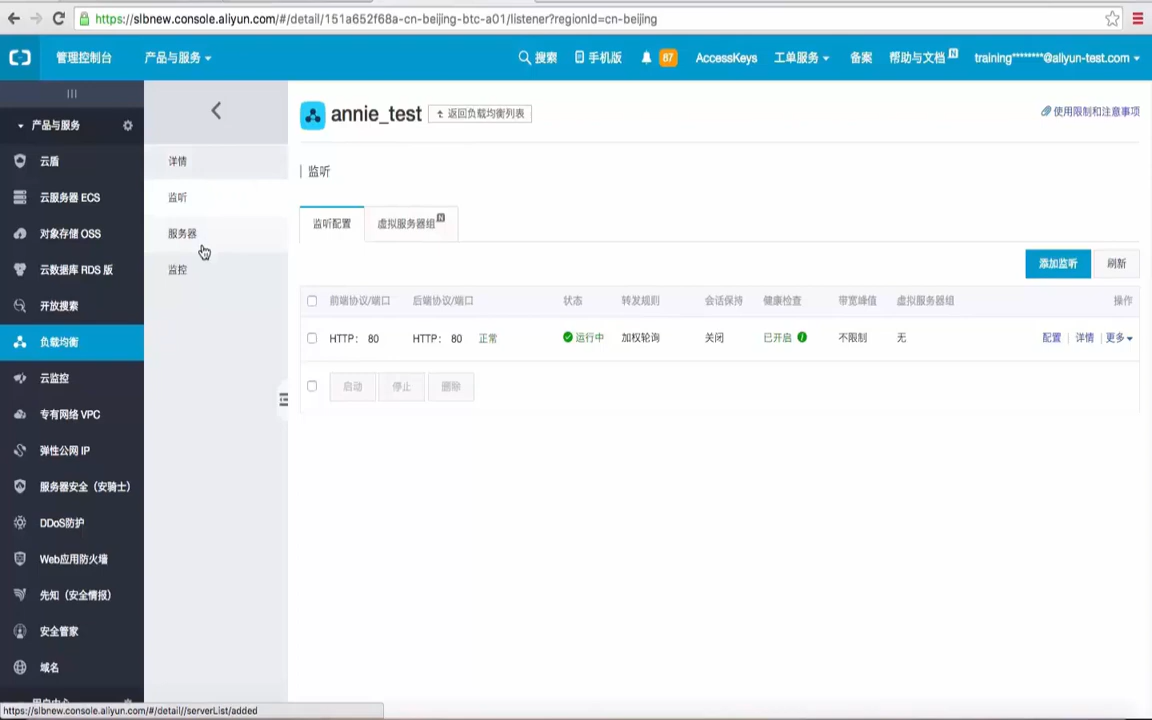 https://slbnew.console.aliyun.com/#/detail/151a652f68a-cn-beijing-btc-a01/listener?regionId=cn-beijing
管理控制台 产品与服务 搜索 手机版 87 AccessKeys 工单服务 备案 帮助与文档 N training********@aliyun-test.com
产品与服务
云盾
云服务器 ECS
对象存储 OSS
云数据库 RDS 版
开放搜索
负载均衡
云监控
专有网络 VPC
弹性公网 IP
服务器安全（安骑士）
DDoS防护
Web应用防火墙
先知（安全情报）
安全管家
域名
详情
监听
服务器
监控
annie_test 返回负载均衡列表 使用限制和注意事项
监听
监听配置 虚拟服务器组 N
添加监听 刷新
前端协议/端口 后端协议/端口 状态 转发规则 会话保持 健康检查 带宽峰值 虚拟服务器组 操作
HTTP: 80 HTTP: 80 正常 运行中 加权轮询 关闭 已开启 不限制 无 配置 详情 更多
启动 停止 删除
https://slbnew.console.aliyun.com/#/detail//serverList/added